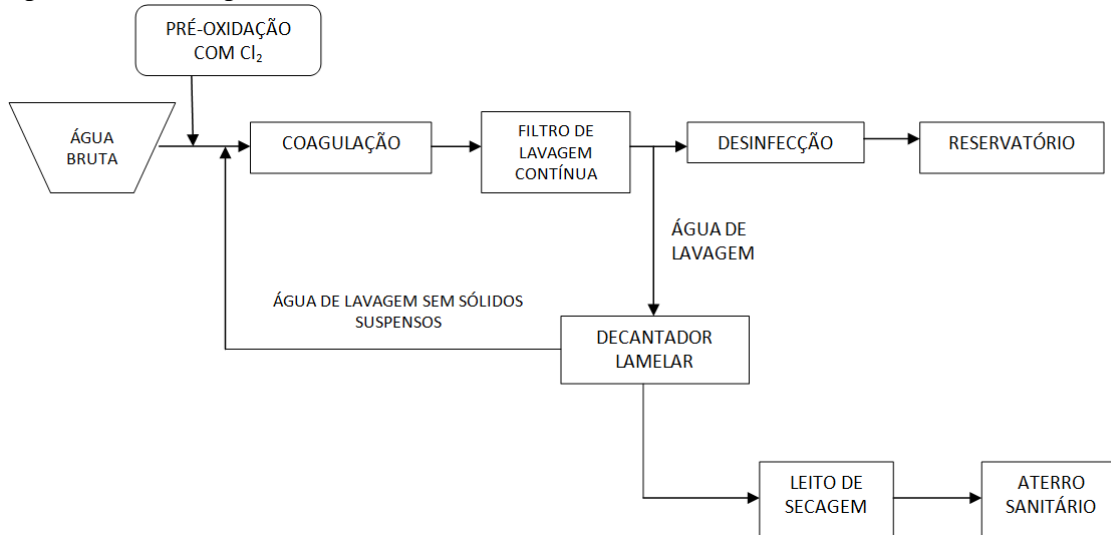 PRÉ-OXIDAÇÃO
COM Cl₂
ÁGUA
BRUTA
COAGULAÇÃO
FILTRO DE
LAVAGEM
CONTÍNUA
DESINFECÇÃO
RESERVATÓRIO
ÁGUA DE
LAVAGEM
ÁGUA DE LAVAGEM SEM SÓLIDOS
SUSPENSOS
DECANTADOR
LAMELAR
LEITO DE
SECAGEM
ATERRO
SANITÁRIO